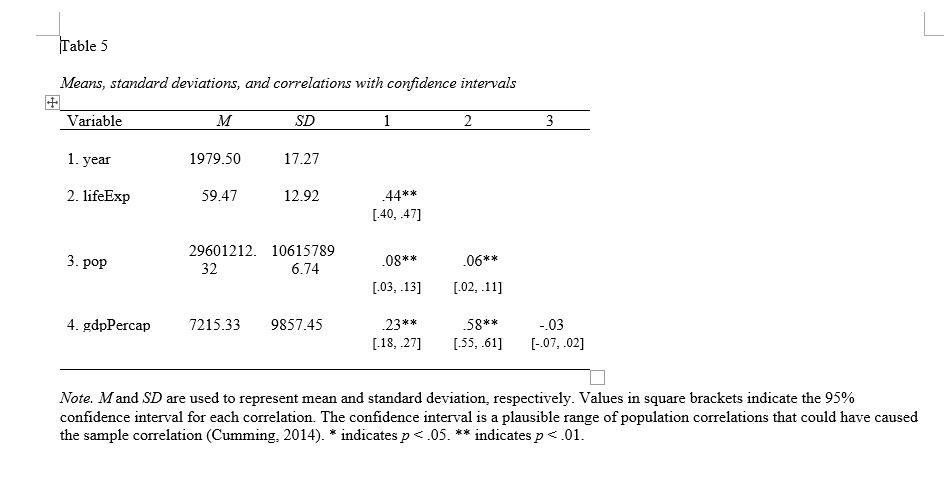 Table 5
Means, standard deviations, and correlations with confidence intervals
Variable M SD 1 2 3
1. year 1979.50 17.27
2. lifeExp 59.47 12.92 .44**
[.40, .47]
3. pop 29601212.32 106157896.74 .08** .06**
[.03, .13] [.02, .11]
4. gdpPercap 7215.33 9857.45 .23** .58** -.03
[.18, .27] [.55, .61] [-.07, .02]
Note. M and SD are used to represent mean and standard deviation, respectively. Values in square brackets indicate the 95%
confidence interval for each correlation. The confidence interval is a plausible range of population correlations that could have caused
the sample correlation (Cumming, 2014). * indicates p < .05. ** indicates p < .01.